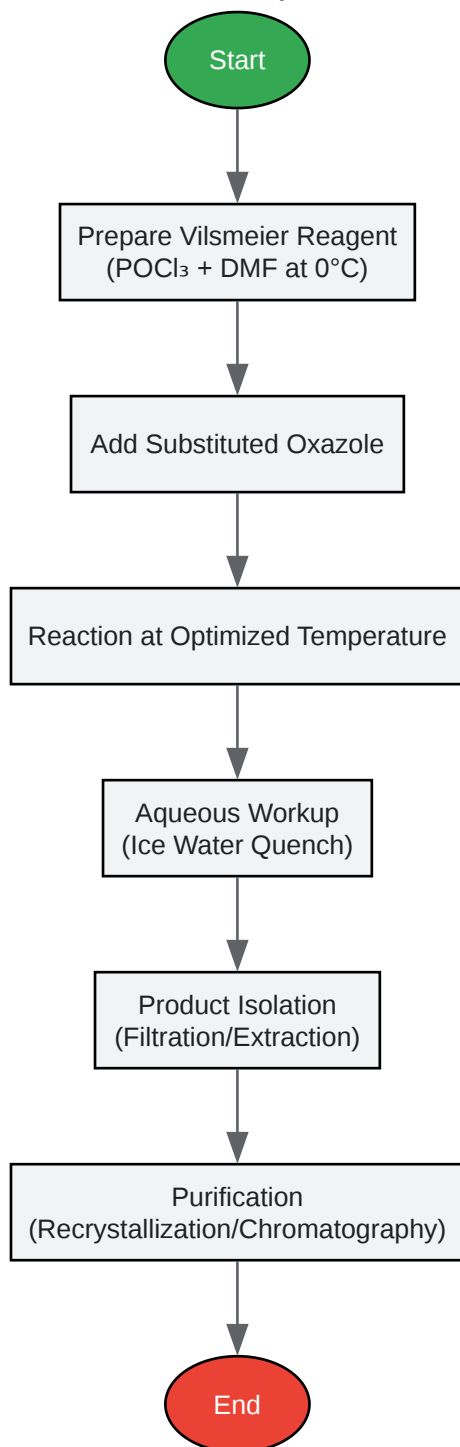 Start
Prepare Vilsmeier Reagent
(POCl₃ + DMF at 0°C)
Add Substituted Oxazole
Reaction at Optimized Temperature
Aqueous Workup
(Ice Water Quench)
Product Isolation
(Filtration/Extraction)
Purification
(Recrystallization/Chromatography)
End